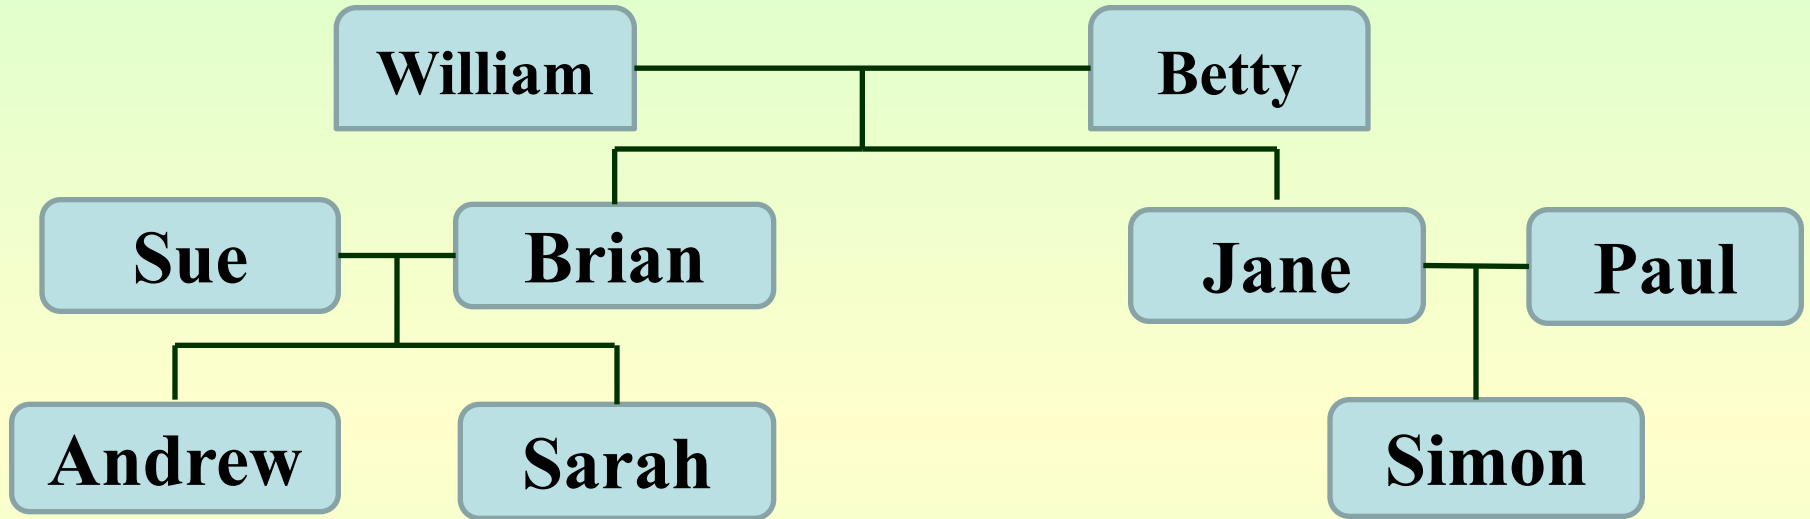 William
Betty
Sue
Brian
Jane
Paul
Andrew
Sarah
Simon